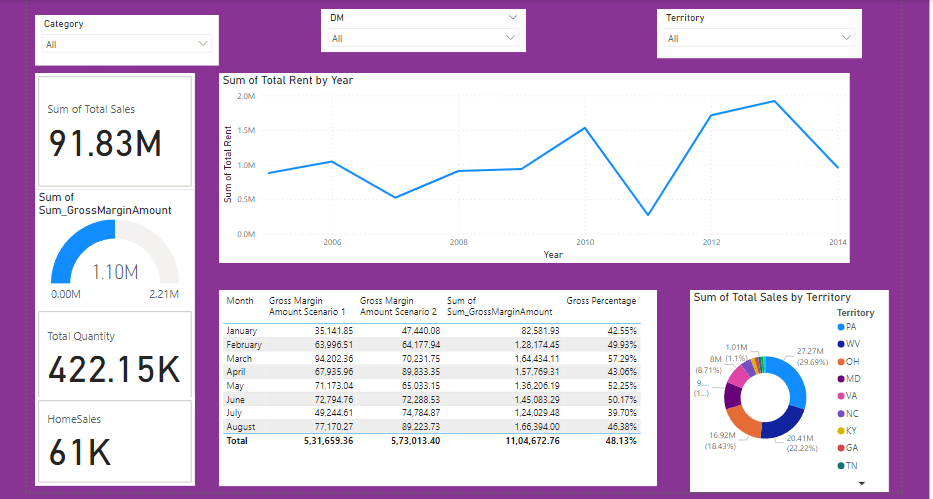 Category
All
DM
All
Territory
All
Sum of Total Sales
91.83M
Sum of
Sum_GrossMarginAmount
1.10M
0.00M 2.21M
Total Quantity
422.15K
HomeSales
61K
Sum of Total Rent by Year
Sum of Total Rent
2.0M
1.5M
1.0M
0.5M
0.0M
2006 2008 2010 2012 2014
Year
Month Gross Margin Amount Scenario 1 Gross Margin Amount Scenario 2 Sum of Sum_GrossMarginAmount Gross Percentage
January 35,141.85 47,440.08 82,581.93 42.55%
February 63,996.51 64,177.94 1,28,174.45 49.93%
March 94,202.36 70,231.75 1,64,434.11 57.29%
April 67,935.96 89,833.35 1,57,769.31 43.06%
May 71,173.04 65,033.15 1,36,206.19 52.25%
June 72,794.76 72,288.53 1,45,083.29 50.17%
July 49,244.61 74,784.87 1,24,029.48 39.70%
August 77,170.27 89,223.73 1,66,394.00 46.38%
Total 5,31,659.36 5,73,013.40 11,04,672.76 48.13%
Sum of Total Sales by Territory
1.01M
(1.1%)
8M
(8.71%)
9...
(1...)
16.92M
(18.43%)
27.27M
(29.69%)
20.41M
(22.22%)
Territory
PA
WV
OH
MD
VA
NC
KY
GA
TN